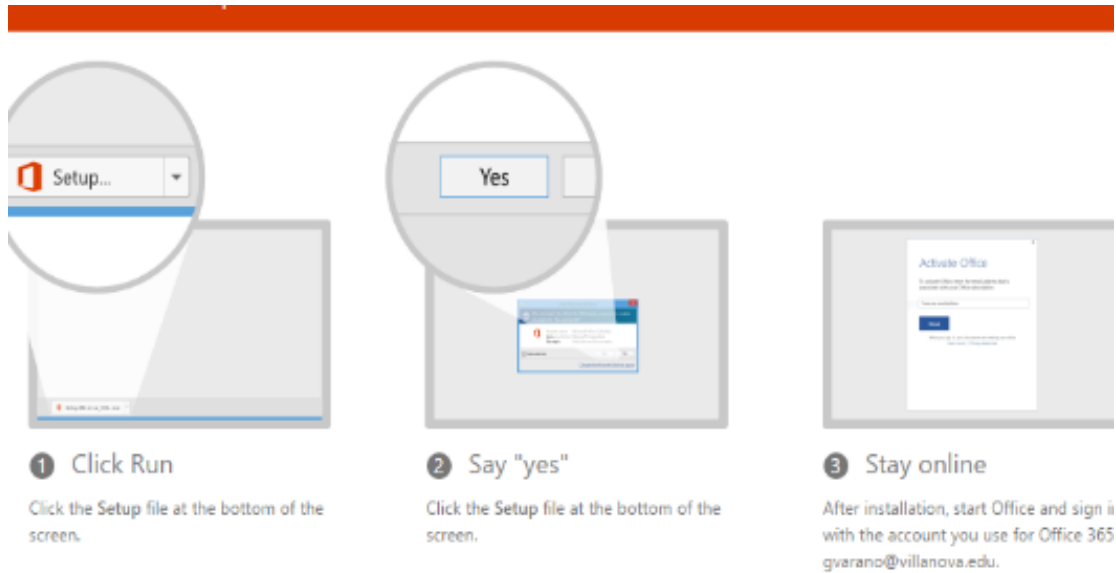 Setup...
Yes
Activate Office
1 Click Run
Click the Setup file at the bottom of the
screen.
2 Say "yes"
Click the Setup file at the bottom of the
screen.
3 Stay online
After installation, start Office and sign in
with the account you use for Office 365
gvarano@villanova.edu.